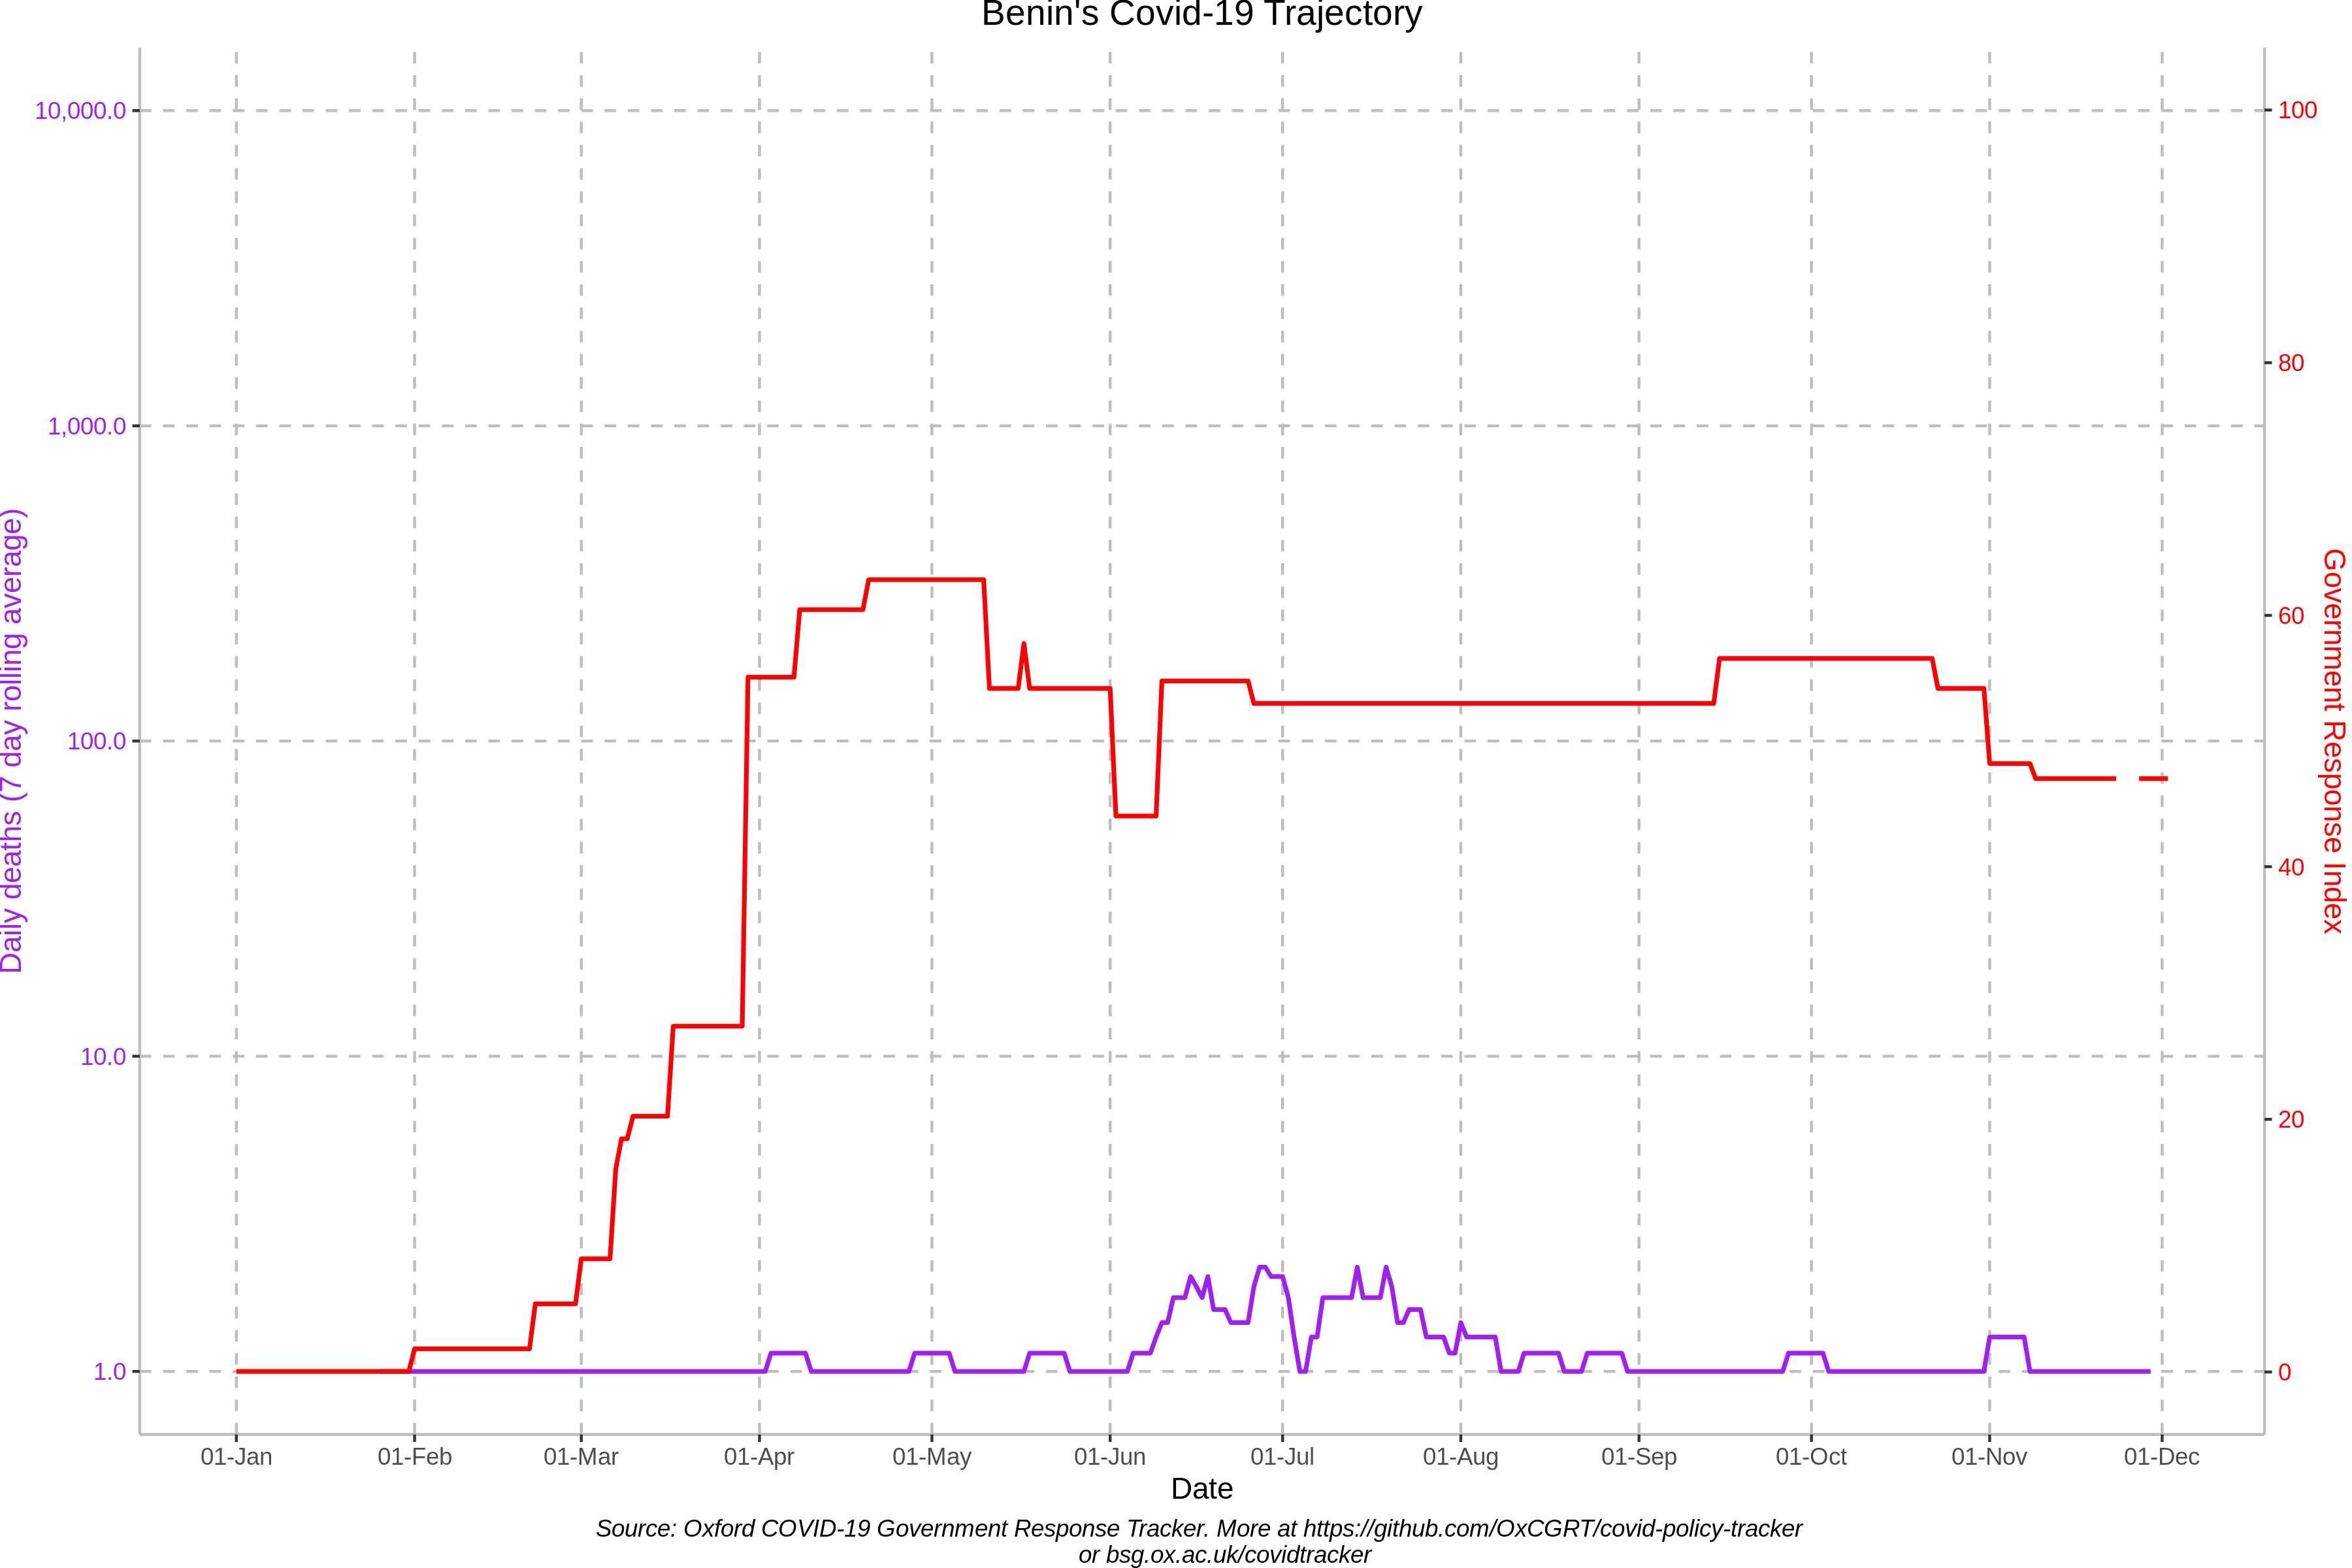 Benin's Covid-19 Trajectory
10,000.0
1,000.0
100.0
10.0
1.0
Daily deaths (7 day rolling average)
100
80
60
40
20
0
Government Response Index
01-Jan 01-Feb 01-Mar 01-Apr 01-May 01-Jun 01-Jul 01-Aug 01-Sep 01-Oct 01-Nov 01-Dec
Date
Source: Oxford COVID-19 Government Response Tracker. More at https://github.com/OxCGRT/covid-policy-tracker
or bsg.ox.ac.uk/covidtracker